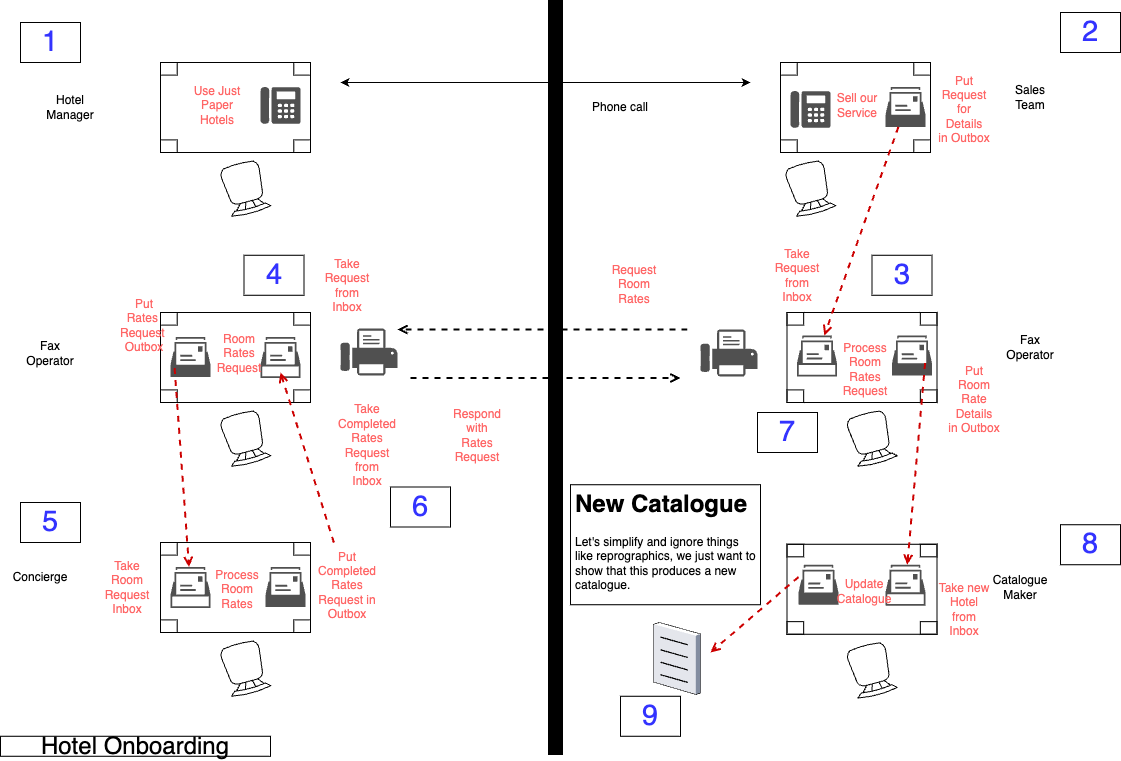 1
2
Hotel
Manager
Use Just
Paper
Hotels
Phone call
Sell our
Service
Put
Request
for
Details
in Outbox
Sales
Team
4
Take
Request
from
Inbox
Request
Room
Rates
Take
Request
from
Inbox
3
Put
Rates
Request
Outbox
Fax
Operator
Room
Rates
Request
Process
Room
Rates
Request
Fax
Operator
Put
Room
Rate
Details
in Outbox
Take
Completed
Rates
Request
from
Inbox
Respond
with
Rates
Request
7
6
5
New Catalogue
Let's simplify and ignore things
like reprographics, we just want to
show that this produces a new
catalogue.
8
Concierge
Take
Room
Request
Inbox
Process
Room
Rates
Put
Completed
Rates
Request in
Outbox
Update
Catalogue
Take new
Hotel
from
Inbox
Catalogue
Maker
9
Hotel Onboarding